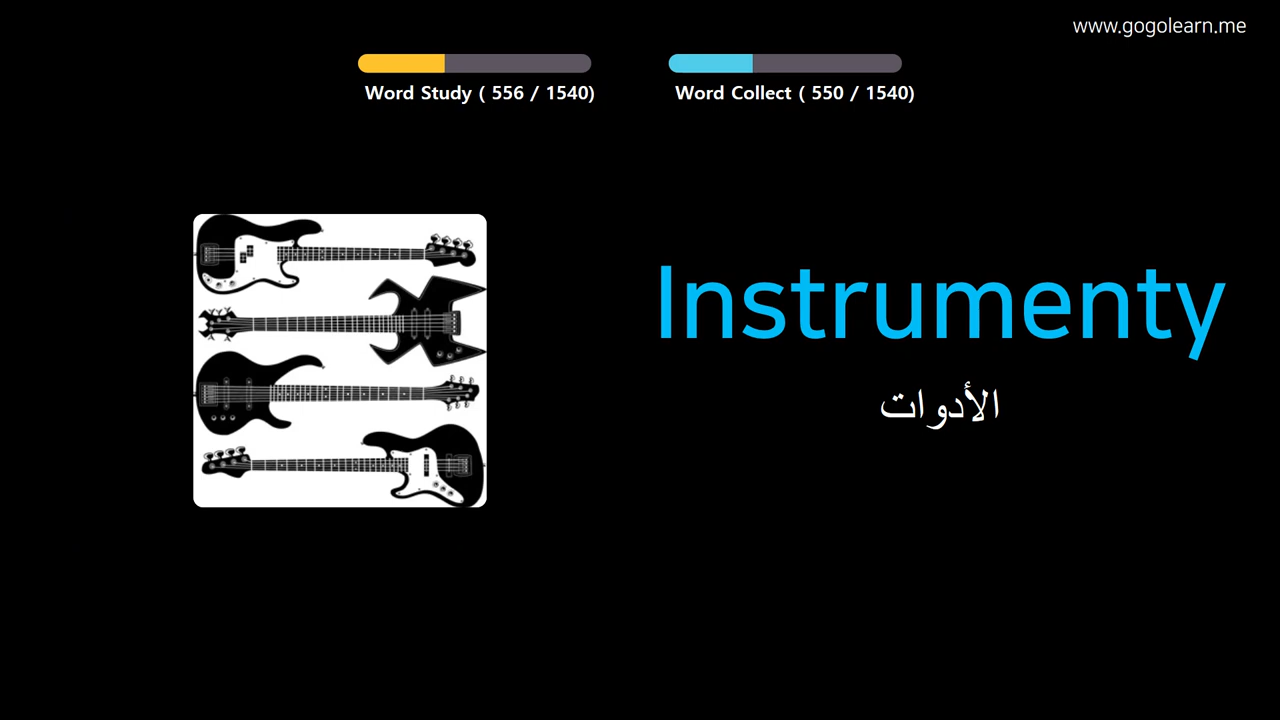 www.gogolearn.me
Word Study ( 556 / 1540)
Word Collect ( 550 / 1540)
Instrumenty
الأدوات